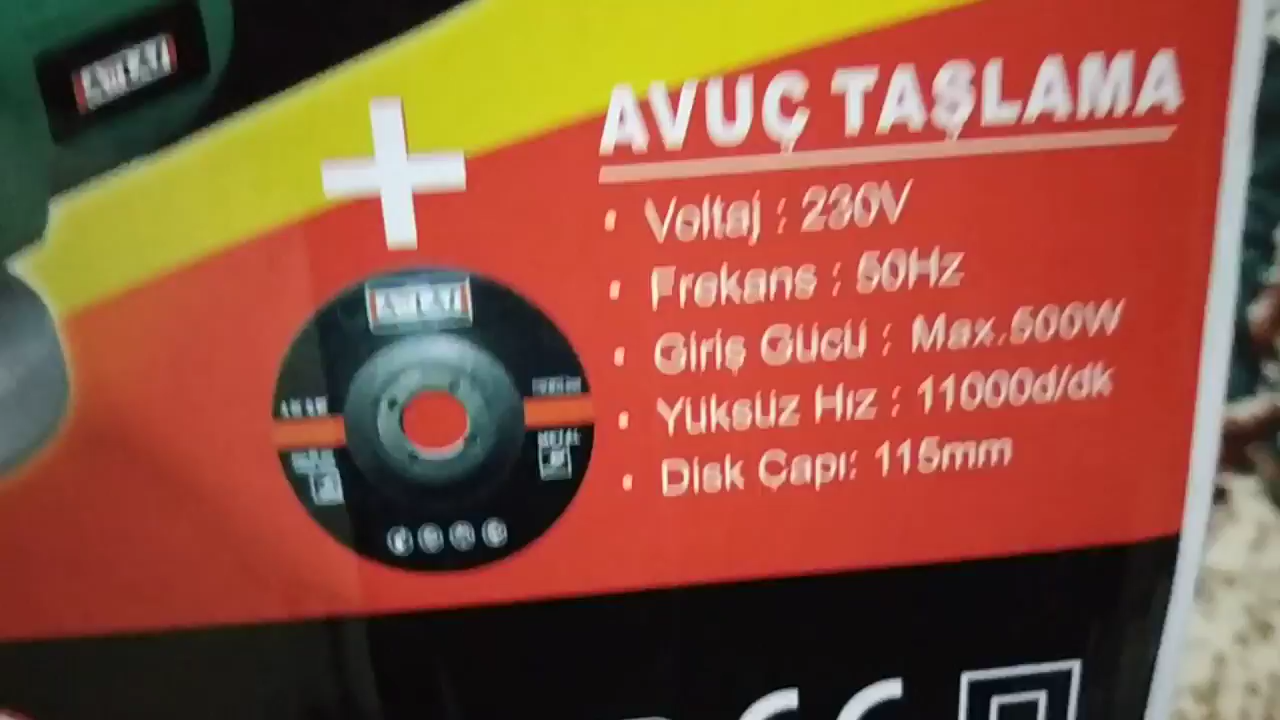 AVUÇ TAŞLAMA
• Voltaj : 230V
• Frekans : 50Hz
• Giriş Gücü : Max.500W
• Yüksüz Hız : 11000d/dk
• Disk Çapı: 115mm